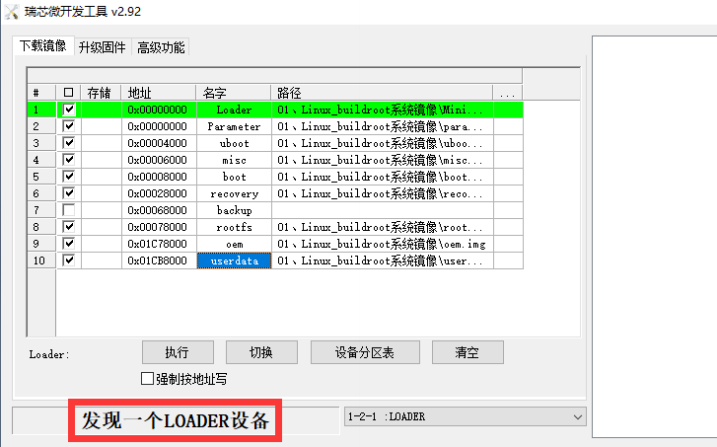 瑞芯微开发工具 v2.92
下载镜像 升级固件 高级功能
# 存储 地址 名字 路径 ...
1 0x00000000 Loader 01、Linux_buildroot系统镜像\Mini...
2 0x00000000 Parameter 01、Linux_buildroot系统镜像\para...
3 0x00004000 uboot 01、Linux_buildroot系统镜像\uboo...
4 0x00006000 misc 01、Linux_buildroot系统镜像\misc...
5 0x00008000 boot 01、Linux_buildroot系统镜像\boot...
6 0x00028000 recovery 01、Linux_buildroot系统镜像\reco...
7 0x00068000 backup
8 0x00078000 rootfs 01、Linux_buildroot系统镜像\root...
9 0x01C78000 oem 01、Linux_buildroot系统镜像\oem.img
10 0x01CB8000 userdata 01、Linux_buildroot系统镜像\user...
Loader: 执行 切换 设备分区表 清空
强制按地址写
发现一个LOADER设备 1-2-1 :LOADER